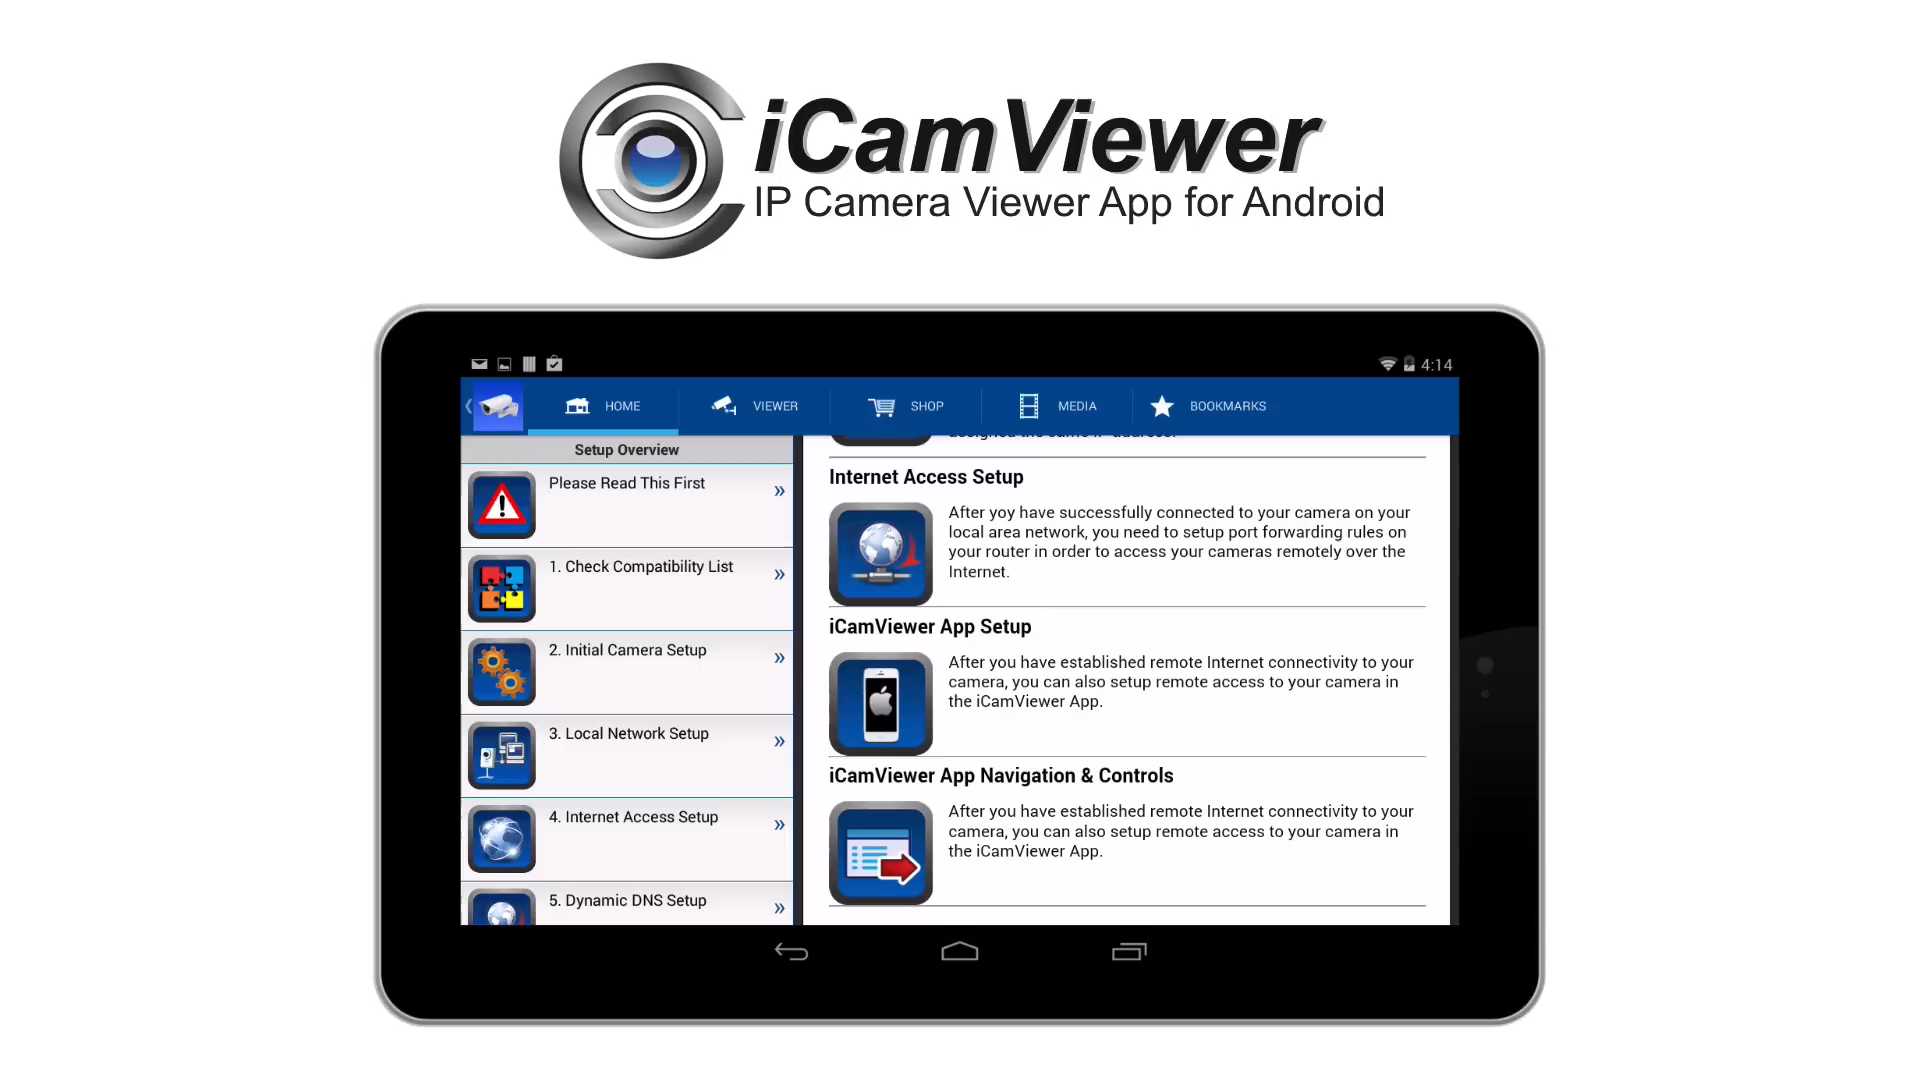 iCamViewer
IP Camera Viewer App for Android
4:14
HOME
VIEWER
SHOP
MEDIA
BOOKMARKS
Setup Overview
Please Read This First
1. Check Compatibility List
2. Initial Camera Setup
3. Local Network Setup
4. Internet Access Setup
5. Dynamic DNS Setup
assigned the same IP address.
Internet Access Setup
After yoy have successfully connected to your camera on your
local area network, you need to setup port forwarding rules on
your router in order to access your cameras remotely over the
Internet.
iCamViewer App Setup
After you have established remote Internet connectivity to your
camera, you can also setup remote access to your camera in
the iCamViewer App.
iCamViewer App Navigation & Controls
After you have established remote Internet connectivity to your
camera, you can also setup remote access to your camera in
the iCamViewer App.